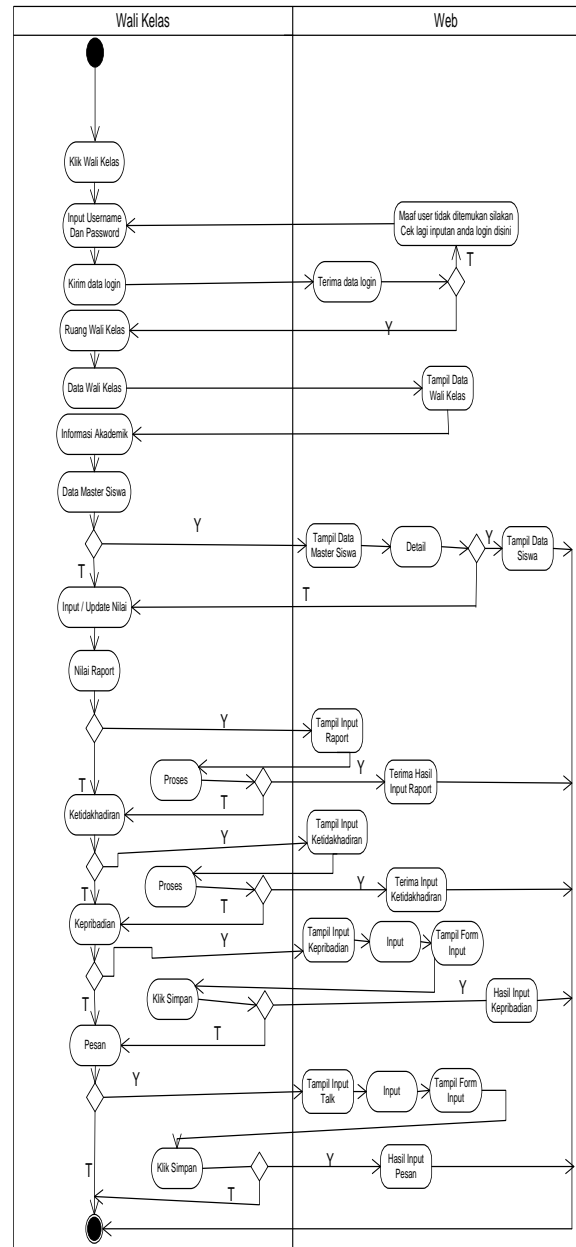 Wali Kelas
Web
Klik Wali Kelas
Input Username
Dan Password
Maaf user tidak ditemukan silakan
Cek lagi inputan anda login disini
T
Kirim data login
Terima data login
Ruang Wali Kelas
Y
Data Wali Kelas
Tampil Data
Wali Kelas
Informasi Akademik
Data Master Siswa
Y
Tampil Data
Master Siswa
Detail
Y
Tampil Data
Siswa
T
T
Input / Update Nilai
Nilai Raport
Y
Tampil Input
Raport
Proses
Y
Terima Hasil
Input Raport
T
T
Ketidakhadiran
Y
Tampil Input
Ketidakhadiran
Proses
Y
Terima Input
Ketidakhadiran
T
T
Kepribadian
Y
Tampil Input
Kepribadian
Input
Tampil Form
Input
Klik Simpan
Y
Hasil Input
Kepribadian
T
T
Pesan
Y
Tampil Input
Talk
Input
Tampil Form
Input
Klik Simpan
Y
Hasil Input
Pesan
T
T